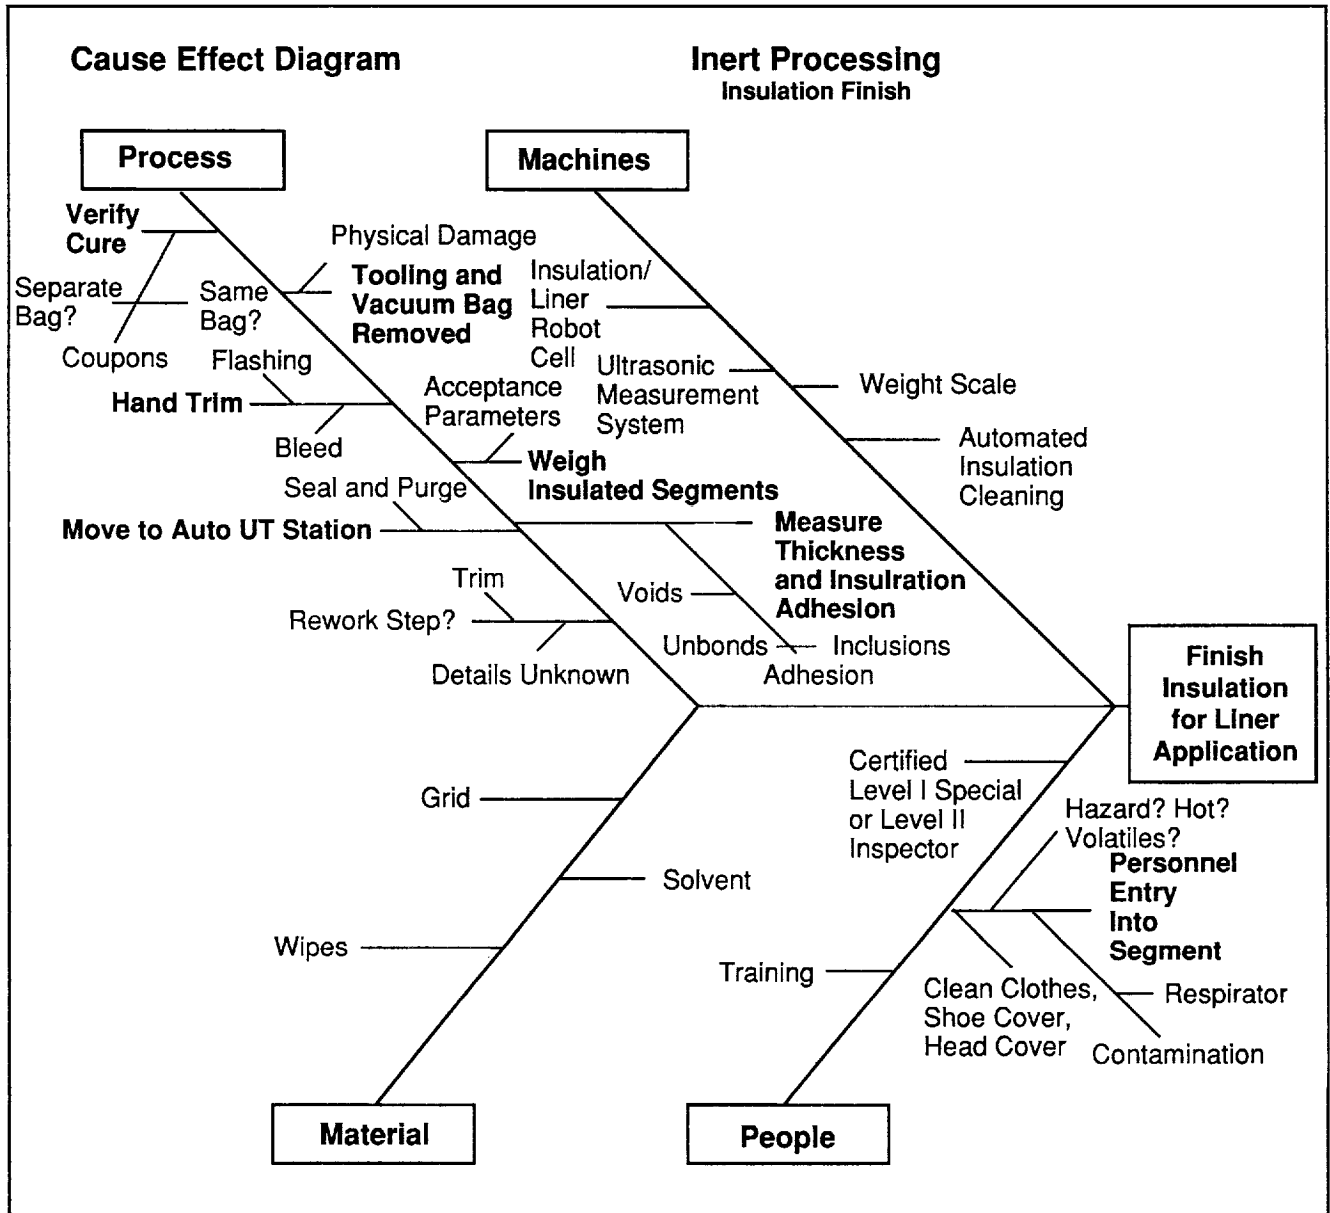 Cause Effect Diagram
Inert Processing
Insulation Finish
Process
Machines
Verify
Cure
Physical Damage
Tooling and
Vacuum Bag
Removed
Separate
Bag?
Same
Bag?
Coupons
Flashing
Hand Trim
Bleed
Acceptance
Parameters
Weigh
Insulated Segments
Seal and Purge
Move to Auto UT Station
Measure
Thickness
and Insulration
Adhesion
Voids
Unbonds
Inclusions
Adhesion
Trim
Rework Step?
Details Unknown
Insulation/
Liner
Robot
Cell
Ultrasonic
Measurement
System
Weight Scale
Automated
Insulation
Cleaning
Finish
Insulation
for Liner
Application
Grid
Solvent
Wipes
Material
Certified
Level I Special
or Level II
Inspector
Hazard? Hot?
Volatiles?
Personnel
Entry
Into
Segment
Training
Clean Clothes,
Shoe Cover,
Head Cover
Respirator
Contamination
People